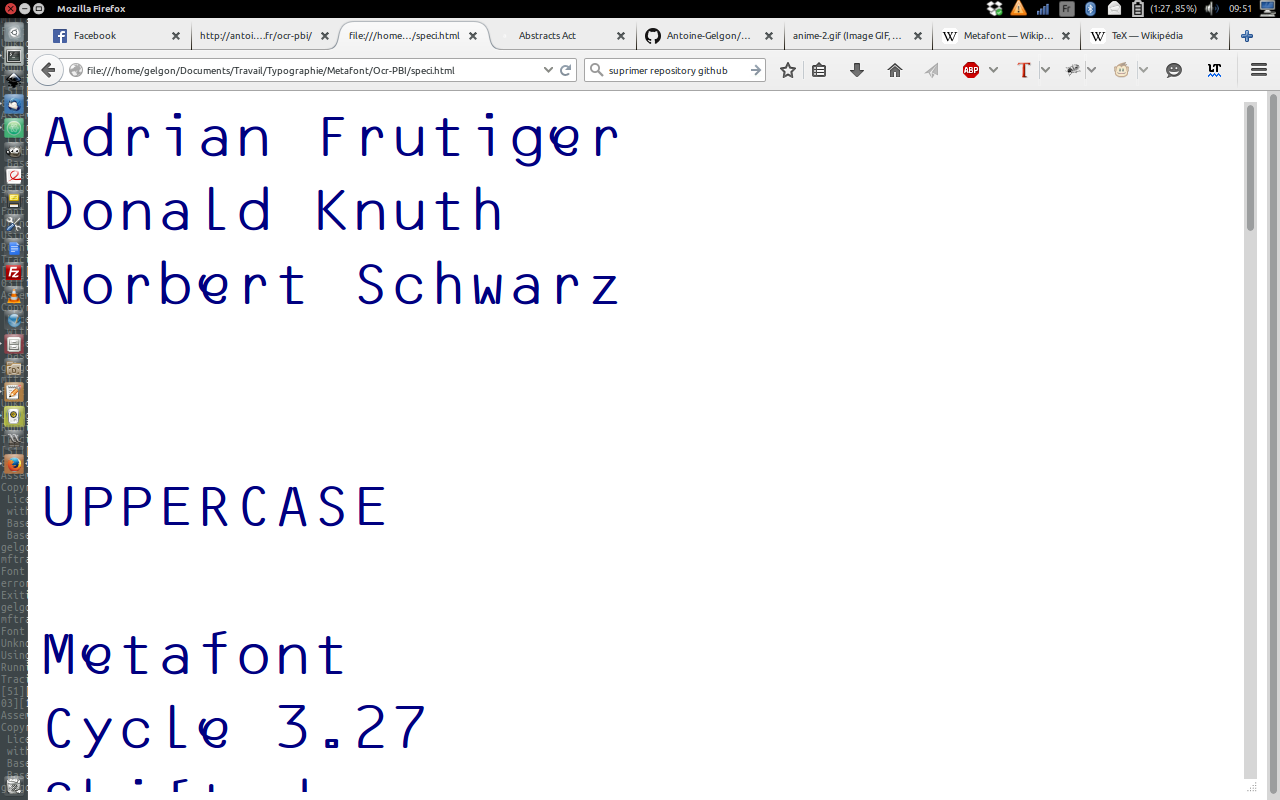 Mozilla Firefox
Fr
(1:27, 85%)
09:51
Facebook
http://antoi....fr/ocr-pbi/
file:///home.../speci.html
Abstracts Act
Antoine-Gelgon/...
anime-2.gif (Image GIF, ...
Metafont — Wikip...
TeX — Wikipédia
file:///home/gelgon/Documents/Travail/Typographie/Metafont/Ocr-PBI/speci.html
suprimer repository github
ABP
Adrian Frutiger
Donald Knuth
Norbert Schwarz
UPPERCASE
Metafont
Cycle 3.27